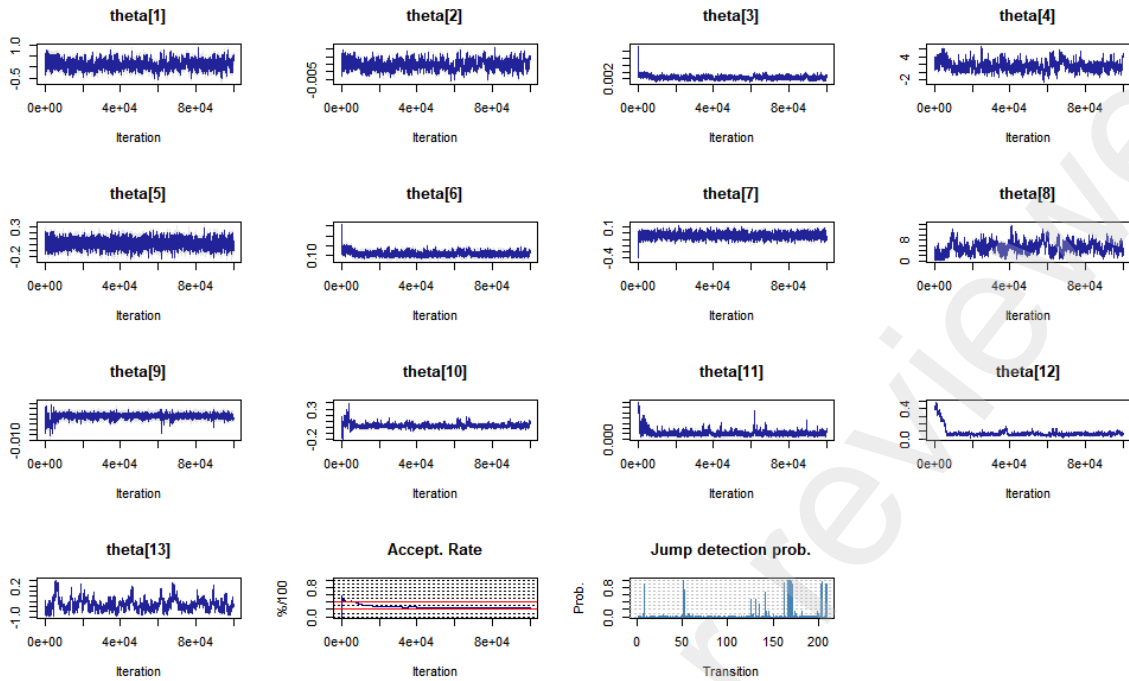 theta[1] theta[2] theta[3] theta[4]
1.0 -0.5 -0.005 0.002 4 -2
0e+00 4e+04 8e+04 0e+00 4e+04 8e+04 0e+00 4e+04 8e+04 0e+00 4e+04 8e+04
Iteration Iteration Iteration Iteration
theta[5] theta[6] theta[7] theta[8]
0.3 -0.2 0.10 0.1 -0.4 8 0
0e+00 4e+04 8e+04 0e+00 4e+04 8e+04 0e+00 4e+04 8e+04 0e+00 4e+04 8e+04
Iteration Iteration Iteration Iteration
theta[9] theta[10] theta[11] theta[12]
-0.010 0.3 -0.2 0.000 0.4 0.0
0e+00 4e+04 8e+04 0e+00 4e+04 8e+04 0e+00 4e+04 8e+04 0e+00 4e+04 8e+04
Iteration Iteration Iteration Iteration
theta[13] Accept. Rate Jump detection prob.
0.2 -1.0 %/100 0.8 0.0 Prob. 0.8 0.0
0e+00 4e+04 8e+04 0e+00 4e+04 8e+04 0 50 100 150 200
Iteration Iteration Transition